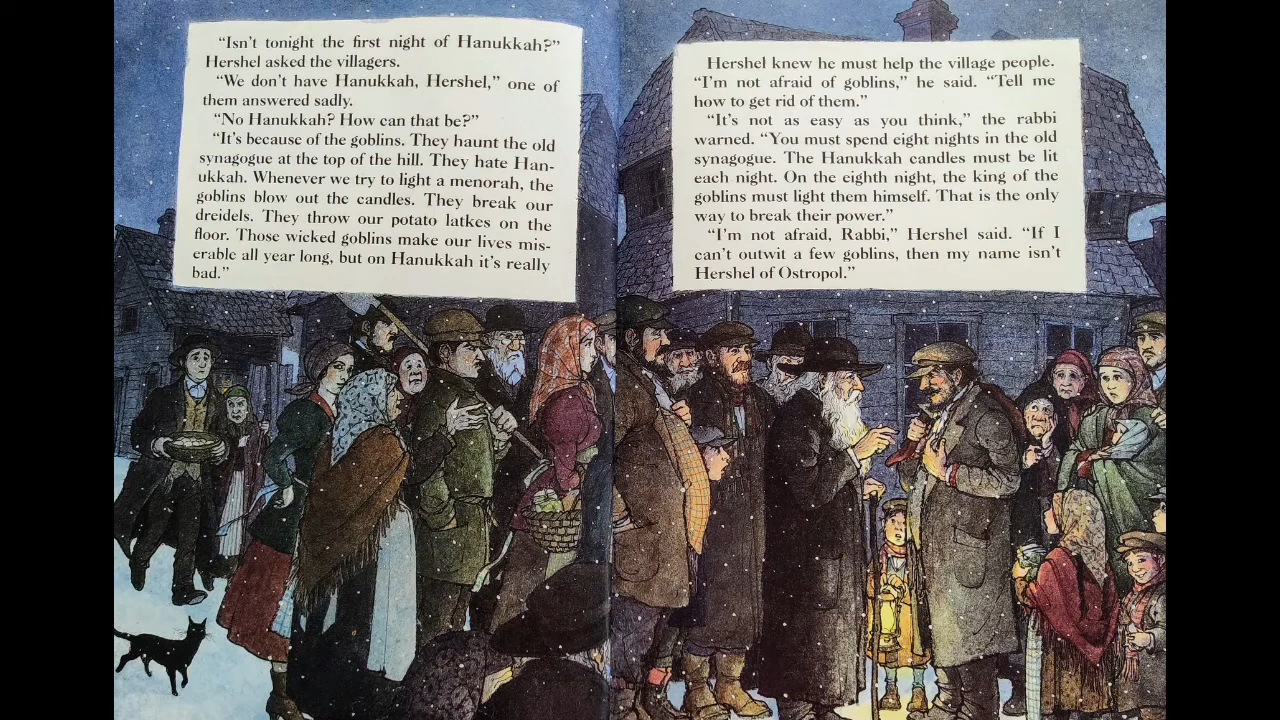 “Isn’t tonight the first night of Hanukkah?”
Hershel asked the villagers.
“We don’t have Hanukkah, Hershel,” one of
them answered sadly.
“No Hanukkah? How can that be?”
“It’s because of the goblins. They haunt the old
synagogue at the top of the hill. They hate Han-
ukkah. Whenever we try to light a menorah, the
goblins blow out the candles. They break our
dreidels. They throw our potato latkes on the
floor. Those wicked goblins make our lives mis-
erable all year long, but on Hanukkah it’s really
bad.”
Hershel knew he must help the village people.
“I’m not afraid of goblins,” he said. “Tell me
how to get rid of them.”
“It’s not as easy as you think,” the rabbi
warned. “You must spend eight nights in the old
synagogue. The Hanukkah candles must be lit
each night. On the eighth night, the king of the
goblins must light them himself. That is the only
way to break their power.”
“I’m not afraid, Rabbi,” Hershel said. “If I
can’t outwit a few goblins, then my name isn’t
Hershel of Ostropol.”